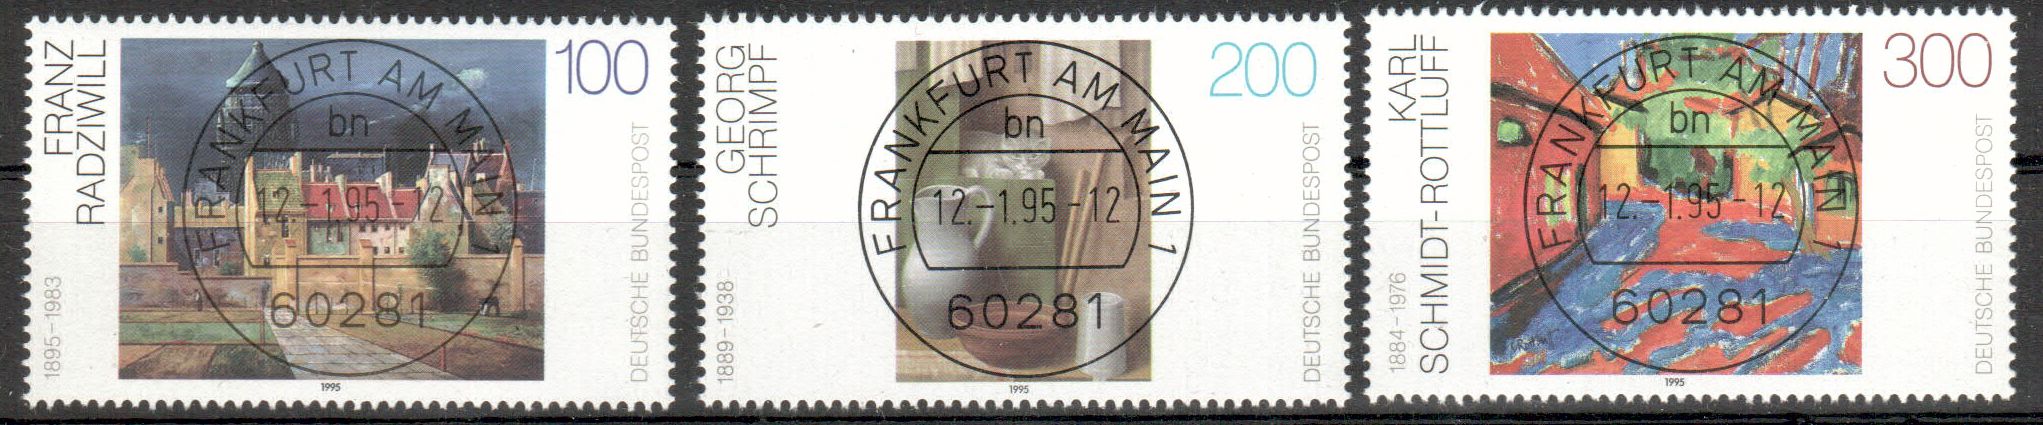 FRANZ
RADZIWILL
1895-1983
100
DEUTSCHE BUNDESPOST
1995
FRANKFURT AM MAIN 1
bn
12.-1.95-12
60281
GEORG
SCHRIMPF
1889-1938
200
DEUTSCHE BUNDESPOST
1995
FRANKFURT AM MAIN 1
bn
12.-1.95-12
60281
KARL
SCHMIDT-ROTTLUFF
1884-1976
300
DEUTSCHE BUNDESPOST
1995
FRANKFURT AM MAIN 1
bn
12.-1.95-12
60281